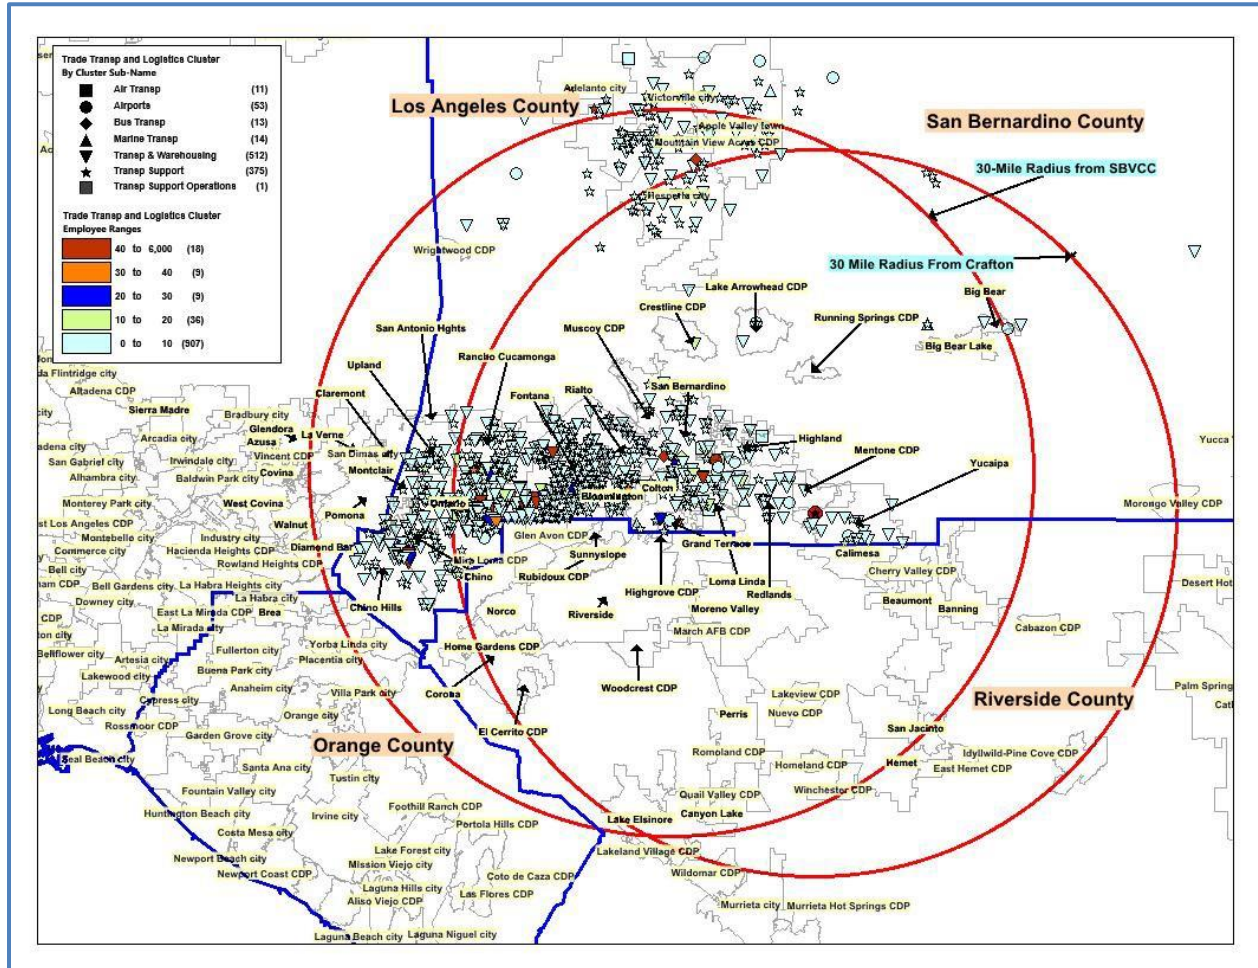 Trade Transp and Logistics Cluster
By Cluster Sub-Name
Air Transp (11)
Airports (53)
Bus Transp (13)
Marine Transp (14)
Transp & Warehousing (512)
Transp Support (375)
Transp Support Operations (1)
Trade Transp and Logistics Cluster
Employee Ranges
40 to 6,000 (18)
30 to 40 (9)
20 to 30 (9)
10 to 20 (36)
0 to 10 (907)
Los Angeles County
San Bernardino County
30-Mile Radius from SBVCC
30 Mile Radius From Crafton
Adelanto city
Victorville city
Apple Valley town
Mountain View Acres CDP
Hesperia city
Wrightwood CDP
Lake Arrowhead CDP
Crestline CDP
Big Bear
Running Springs CDP
Big Bear Lake
San Antonio Hghts
Muscoy CDP
Rancho Cucamonga
Upland
Claremont
Fontana
Rialto
San Bernardino
Highland
Mentone CDP
Yucaipa
Flintridge city
Altadena CDP
Sierra Madre
Bradbury city
Glendora
Azusa
La Verne
San Dimas city
Arcadia city
Irwindale city
Vincent CDP
San Gabriel city
Alhambra city
Baldwin Park city
Covina
Montclair
Monterey Park city
West Covina
Pomona
Ontario
Bloomington
Colton
st Los Angeles CDP
Montebello city
Industry city
Walnut
Diamond Bar
Commerce city
Hacienda Heights CDP
Rowland Heights CDP
Bell city
Bell Gardens city
La Habra Heights city
Downey city
La Habra city
East La Mirada CDP
Brea
La Mirada city
Chino Hills
Chino
Mira Loma CDP
Glen Avon CDP
Sunnyslope
Rubidoux CDP
Grand Terrace
Loma Linda
Redlands
Highgrove CDP
Calimesa
Cherry Valley CDP
Morongo Valley CDP
Yucca
Desert Hot
Norco
Riverside
Moreno Valley
March AFB CDP
Beaumont
Banning
Cabazon CDP
Bellflower city
Artesia city
Lakewood city
Fullerton city
Yorba Linda city
Placentia city
Buena Park city
Home Gardens CDP
Corona
Woodcrest CDP
El Cerrito CDP
Cypress city
Anaheim city
Villa Park city
Long Beach city
Rossmoor CDP
Orange city
Garden Grove city
Orange County
Riverside County
Palm Spring
Cat
Perris
Lakeview CDP
Nuevo CDP
San Jacinto
Seal Beach city
Santa Ana city
Tustin city
Romoland CDP
Homeland CDP
Hemet
East Hemet CDP
Idyllwild-Pine Cove CDP
Winchester CDP
Fountain Valley city
Huntington Beach city
Irvine city
Foothill Ranch CDP
Portola Hills CDP
Quail Valley CDP
Canyon Lake
Lake Elsinore
Costa Mesa city
Newport Beach city
Newport Coast CDP
Lake Forest city
Mission Viejo city
Laguna Hills city
Aliso Viejo CDP
Coto de Caza CDP
Las Flores CDP
Lakeland Village CDP
Wildomar CDP
Murrieta city
Murrieta Hot Springs CDP
Laguna Beach city
Laguna Niguel city